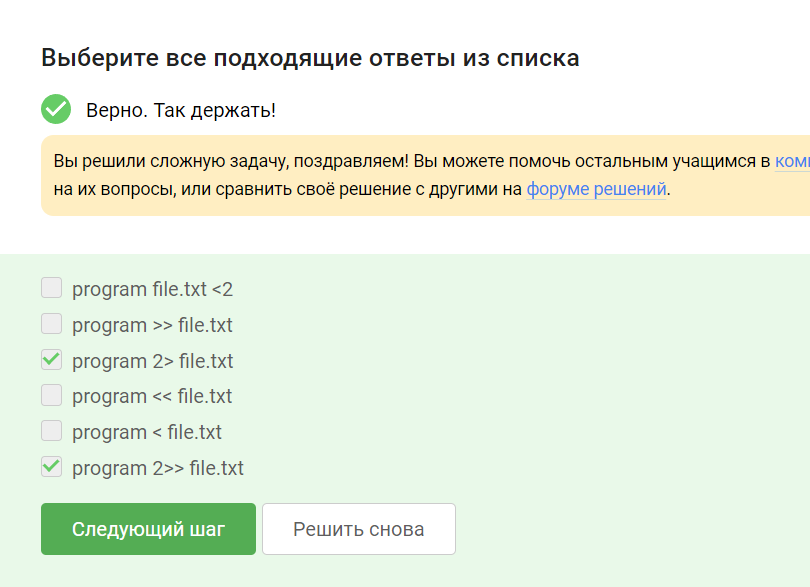 Выберите все подходящие ответы из списка
Верно. Так держать!
Вы решили сложную задачу, поздравляем! Вы можете помочь остальным учащимся в
на их вопросы, или сравнить своё решение с другими на форуме решений.
program file.txt <2
program >> file.txt
program 2> file.txt
program << file.txt
program < file.txt
program 2>> file.txt
Следующий шаг Решить снова